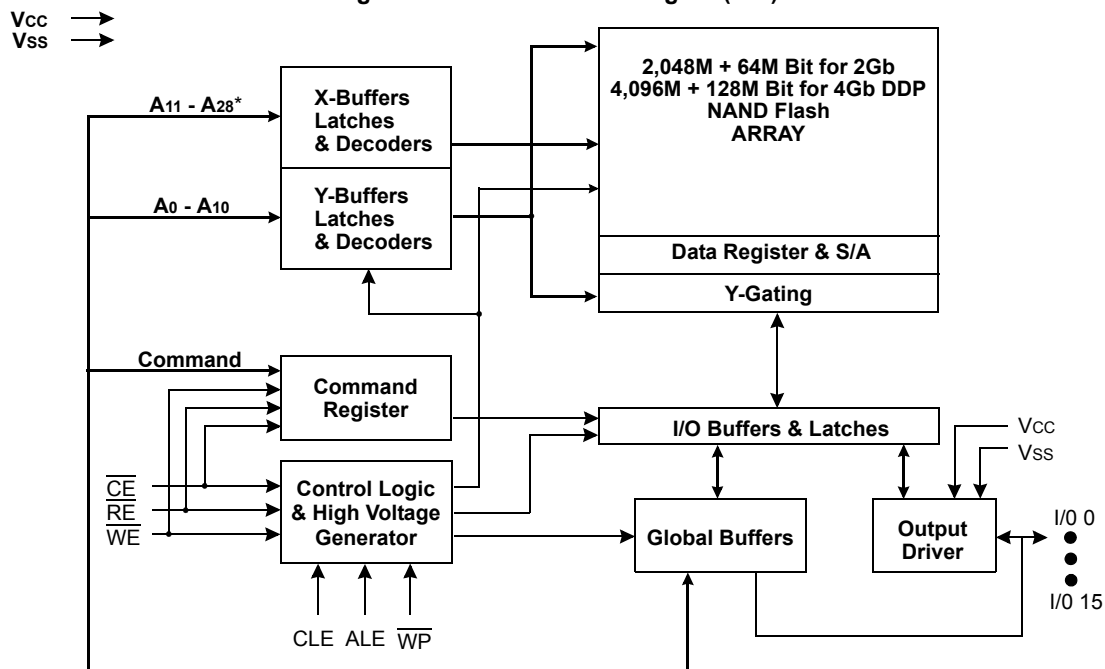 VCC
VSS
A11 - A28*
X-Buffers
Latches
& Decoders
A0 - A10
Y-Buffers
Latches
& Decoders
2,048M + 64M Bit for 2Gb
4,096M + 128M Bit for 4Gb DDP
NAND Flash
ARRAY
Data Register & S/A
Y-Gating
Command
Command
Register
I/O Buffers & Latches
VCC
VSS
CE
RE
WE
Control Logic
& High Voltage
Generator
Global Buffers
Output
Driver
I/0 0
I/0 15
CLE ALE WP